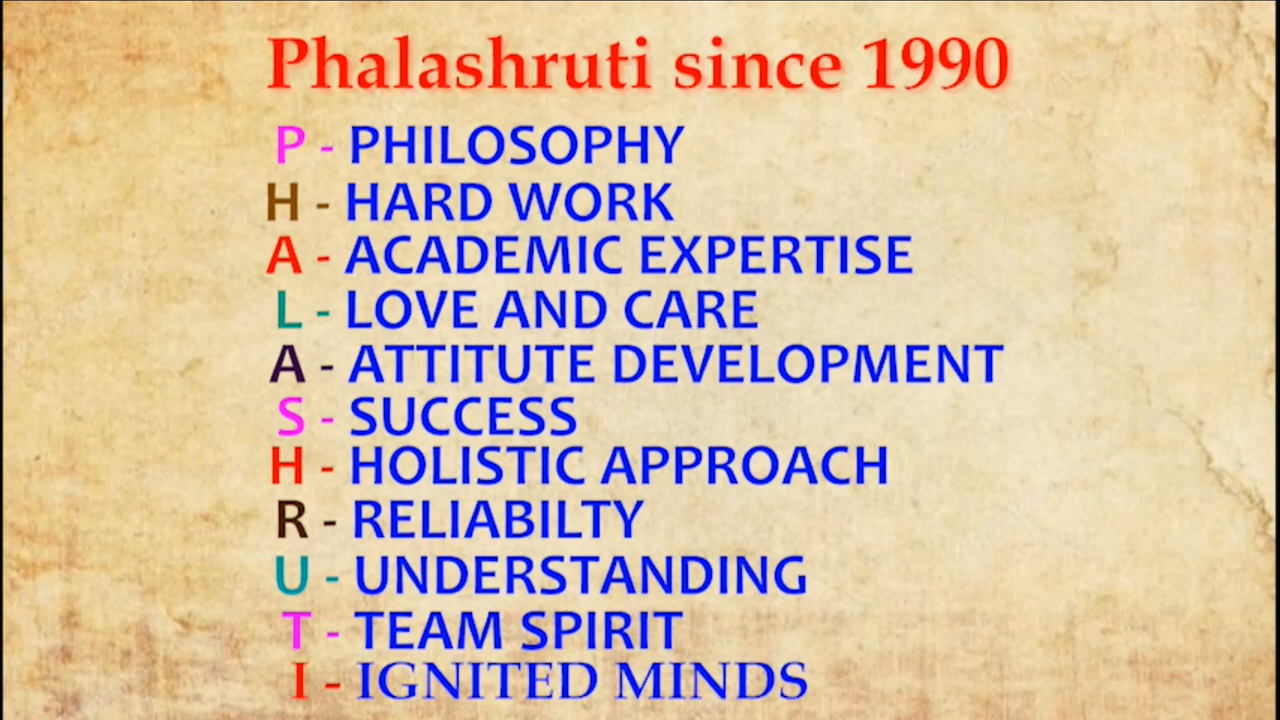 Phalashruti since 1990
P - PHILOSOPHY
H - HARD WORK
A - ACADEMIC EXPERTISE
L - LOVE AND CARE
A - ATTITUTE DEVELOPMENT
S - SUCCESS
H - HOLISTIC APPROACH
R - RELIABILTY
U - UNDERSTANDING
T - TEAM SPIRIT
I - IGNITED MINDS